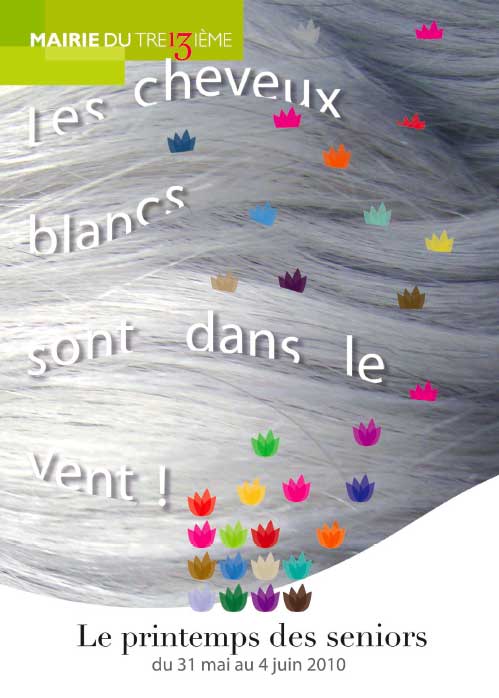 MAIRIE DU TRE13IÈME
Les cheveux
blancs
sont dans le
vent !
Le printemps des seniors
du 31 mai au 4 juin 2010